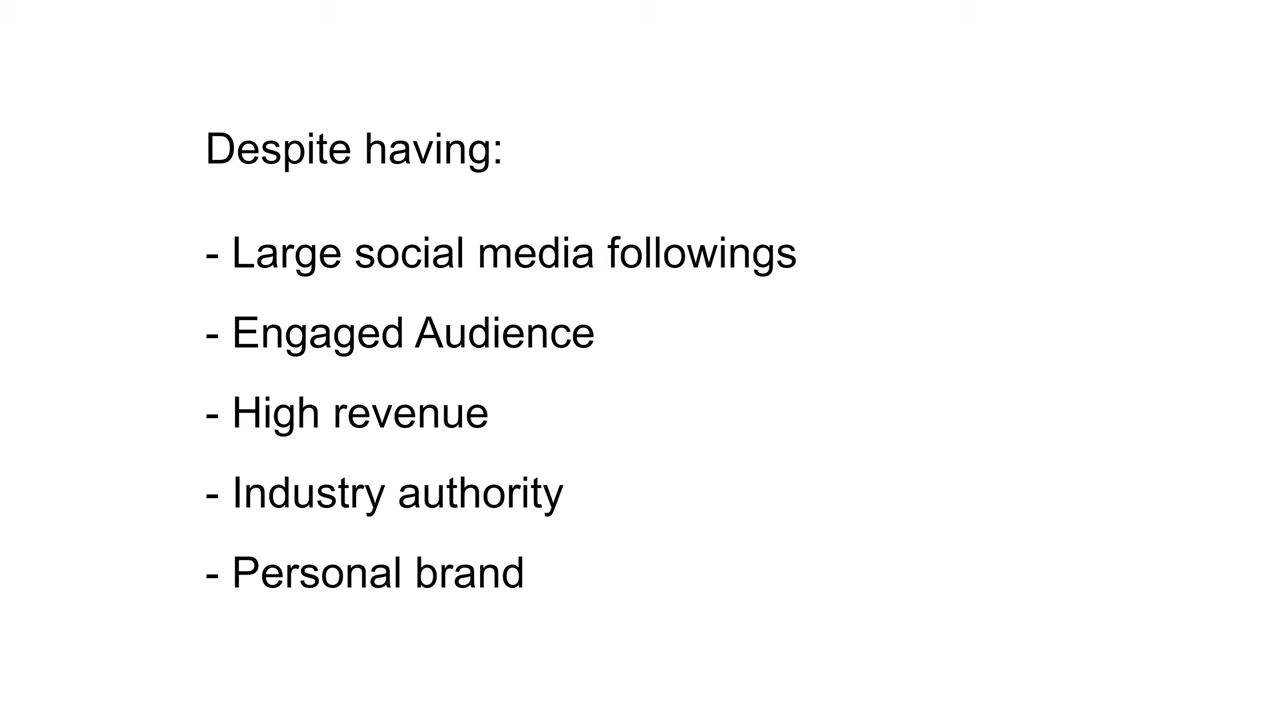 Despite having:
- Large social media followings
- Engaged Audience
- High revenue
- Industry authority
- Personal brand